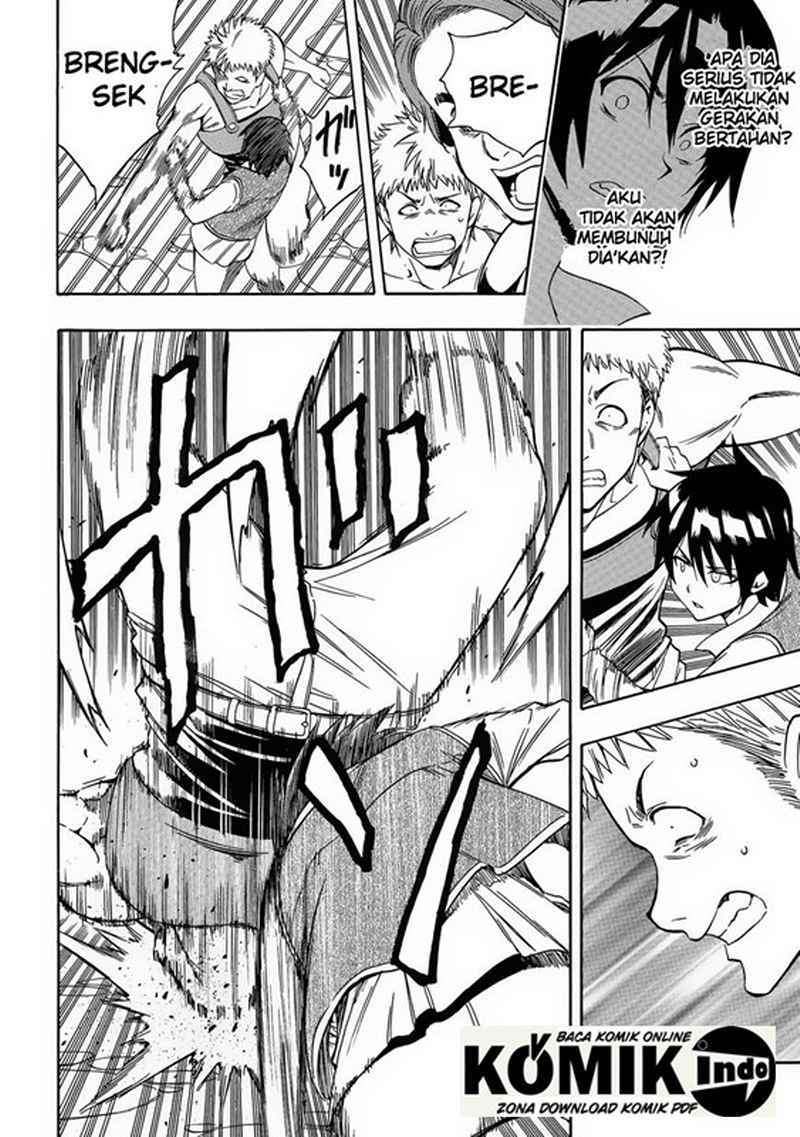 APA DIA
SERIUS TIDAK
MELAKUKAN
GERAKAN
BERTAHAN?
AKU
TIDAK AKAN
MEMBUNUH
DIA'KAN?!
BRE-
BRENG-
SEK
ガッ
ガッ
BACA KOMIK ONLINE
KOMIK Indo
ZONA DOWNLOAD KOMIK PDF